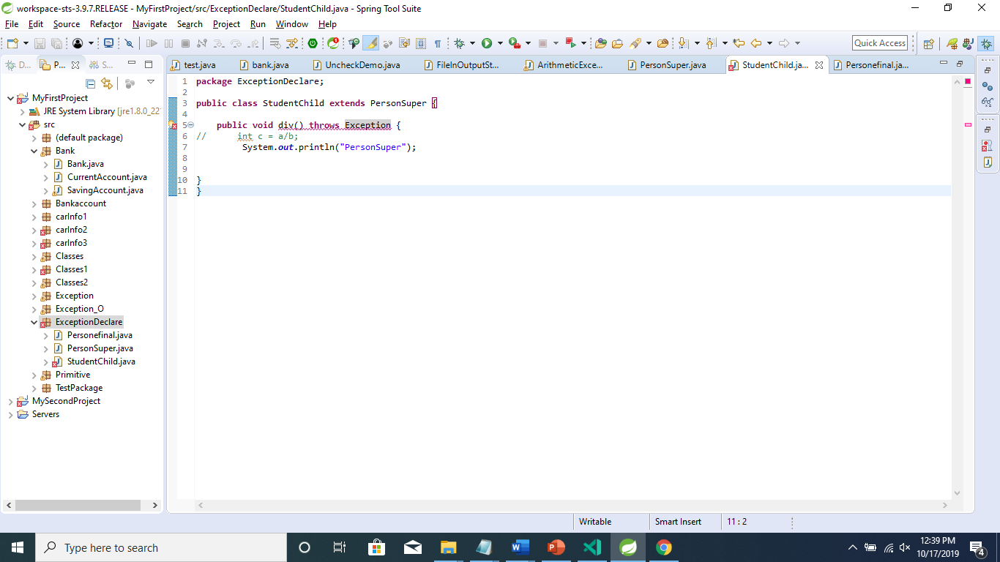 workspace-sts-3.9.7.RELEASE - MyFirstProject/src/ExceptionDeclare/StudentChild.java - Spring Tool Suite
File Edit Source Refactor Navigate Search Project Run Window Help
Quick Access
D... P... S...
test.java bank.java UncheckDemo.java FileInOutputSt... ArithmeticExce... PersonSuper.java StudentChild.ja... Personefinal.ja...
MyFirstProject
JRE System Library [jre1.8.0_22
src
(default package)
Bank
Bank.java
CurrentAccount.java
SavingAccount.java
Bankaccount
carInfo1
carInfo2
carInfo3
Classes
Classes1
Classes2
Exception
Exception_O
ExceptionDeclare
Personefinal.java
PersonSuper.java
StudentChild.java
Primitive
TestPackage
MySecondProject
Servers
1 package ExceptionDeclare;
2
3 public class StudentChild extends PersonSuper {
4
5 public void div() throws Exception {
6 // int c = a/b;
7 System.out.println("PersonSuper");
8
9
10 }
11 }
Writable Smart Insert 11 : 2
Type here to search
12:39 PM
10/17/2019
4